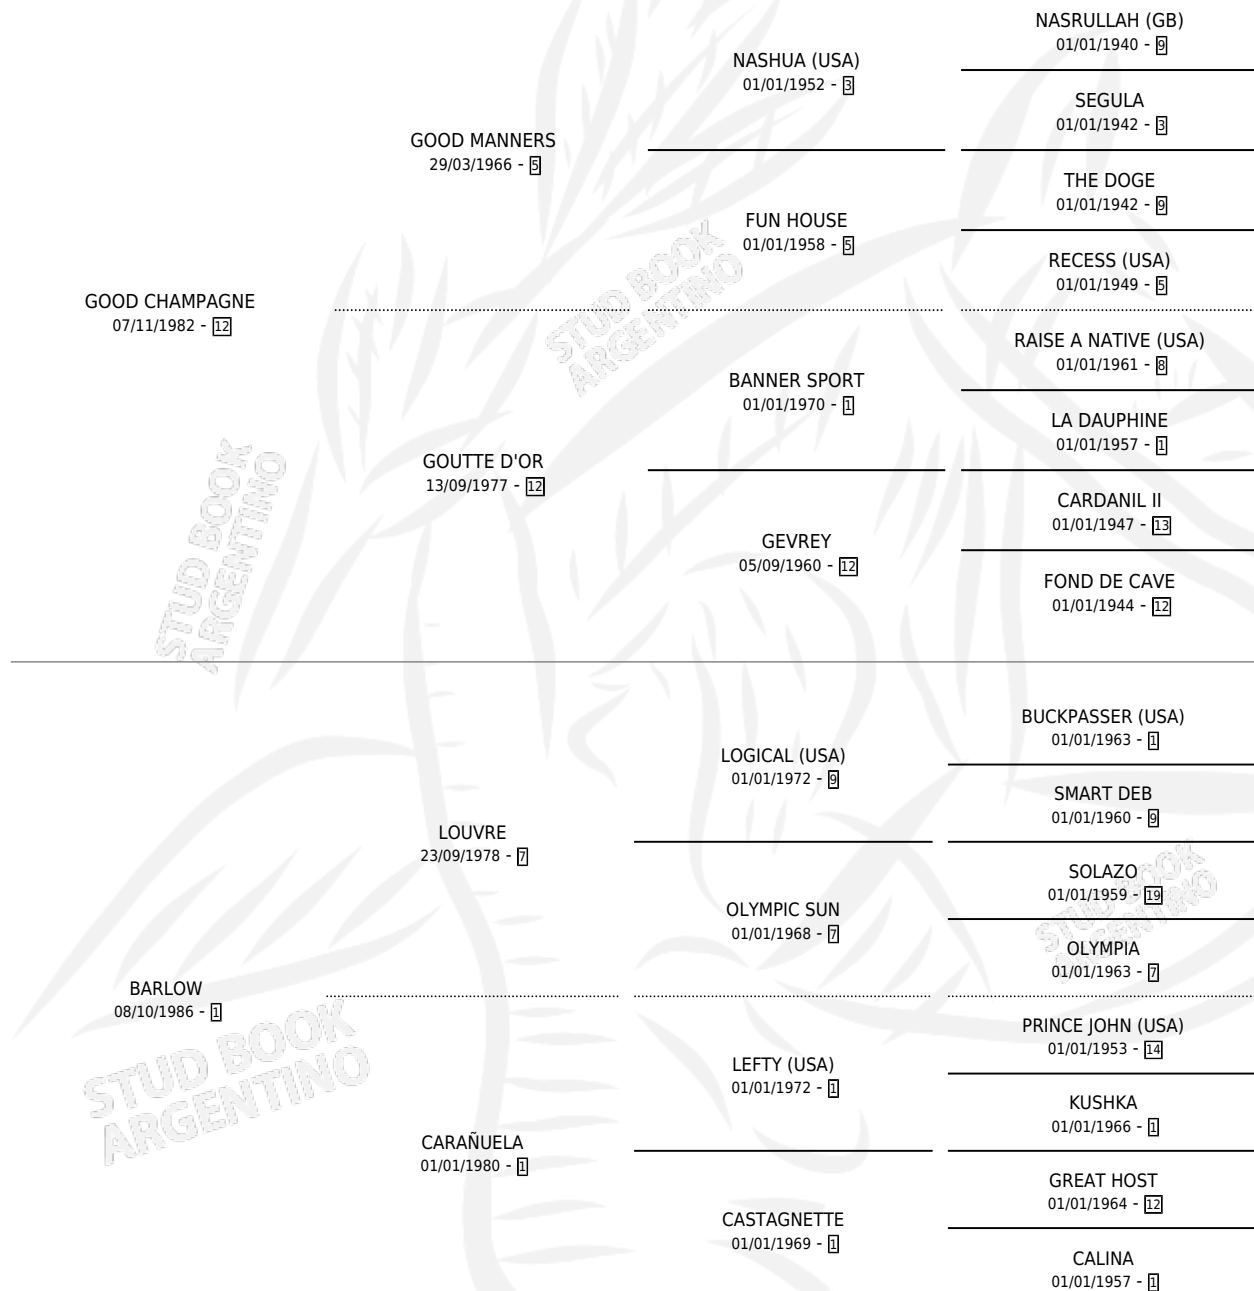 NASRULLAH (GB)
01/01/1940 - 9
NASHUA (USA)
01/01/1952 - 3
SEGULA
01/01/1942 - 3
GOOD MANNERS
29/03/1966 - 5
THE DOGE
01/01/1942 - 9
FUN HOUSE
01/01/1958 - 5
RECESS (USA)
01/01/1949 - 5
GOOD CHAMPAGNE
07/11/1982 - 12
STUD BOOK
ARGENTINO
RAISE A NATIVE (USA)
01/01/1961 - 8
BANNER SPORT
01/01/1970 - 1
LA DAUPHINE
01/01/1957 - 1
GOUTTE D'OR
13/09/1977 - 12
CARDANIL II
01/01/1947 - 13
GEVREY
05/09/1960 - 12
FOND DE CAVE
01/01/1944 - 12
STUD BOOK
ARGENTINO
BUCKPASSER (USA)
01/01/1963 - 1
LOGICAL (USA)
01/01/1972 - 9
SMART DEB
01/01/1960 - 9
LOUVRE
23/09/1978 - 7
SOLAZO
01/01/1959 - 19
OLYMPIC SUN
01/01/1968 - 7
STUD BOOK
ARGENTINO
OLYMPIA
01/01/1963 - 7
BARLOW
08/10/1986 - 1
STUD BOOK
ARGENTINO
PRINCE JOHN (USA)
01/01/1953 - 14
LEFTY (USA)
01/01/1972 - 1
KUSHKA
01/01/1966 - 1
CARAÑUELA
01/01/1980 - 1
GREAT HOST
01/01/1964 - 12
CASTAGNETTE
01/01/1969 - 1
CALINA
01/01/1957 - 1